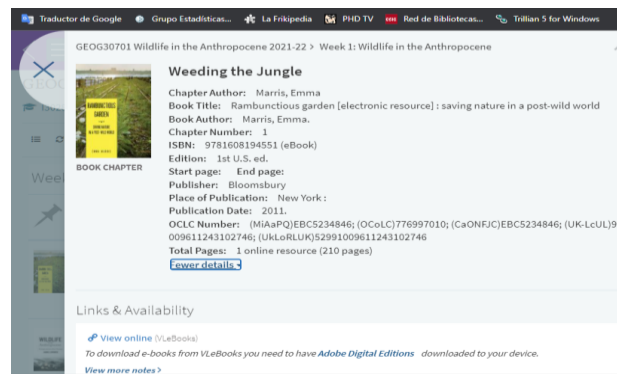 Traductor de Google Grupo Estadísticas... La Frikipedia PHD TV Red de Bibliotecas... Trillian 5 for Windows
GEOG30701 Wildlife in the Anthropocene 2021-22 > Week 1: Wildlife in the Anthropocene
Weeding the Jungle
Chapter Author: Marris, Emma
Book Title: Rambunctious garden [electronic resource] : saving nature in a post-wild world
Book Author: Marris, Emma.
Chapter Number: 1
ISBN: 9781608194551 (eBook)
Edition: 1st U.S. ed.
Start page: End page:
Publisher: Bloomsbury
Place of Publication: New York :
Publication Date: 2011.
OCLC Number: (MiAaPQ)EBC5234846; (OCoLC)776997010; (CaONFJC)EBC5234846; (UK-LcUL)9
009611243102746; (UkLoRLUK)52991009611243102746
Total Pages: 1 online resource (210 pages)
Fewer details
RAMBUNCTIOUS
GARDEN
BOOK CHAPTER
Week
Links & Availability
View online (VLeBooks)
To download e-books from VLeBooks you need to have Adobe Digital Editions downloaded to your device.
View more notes >